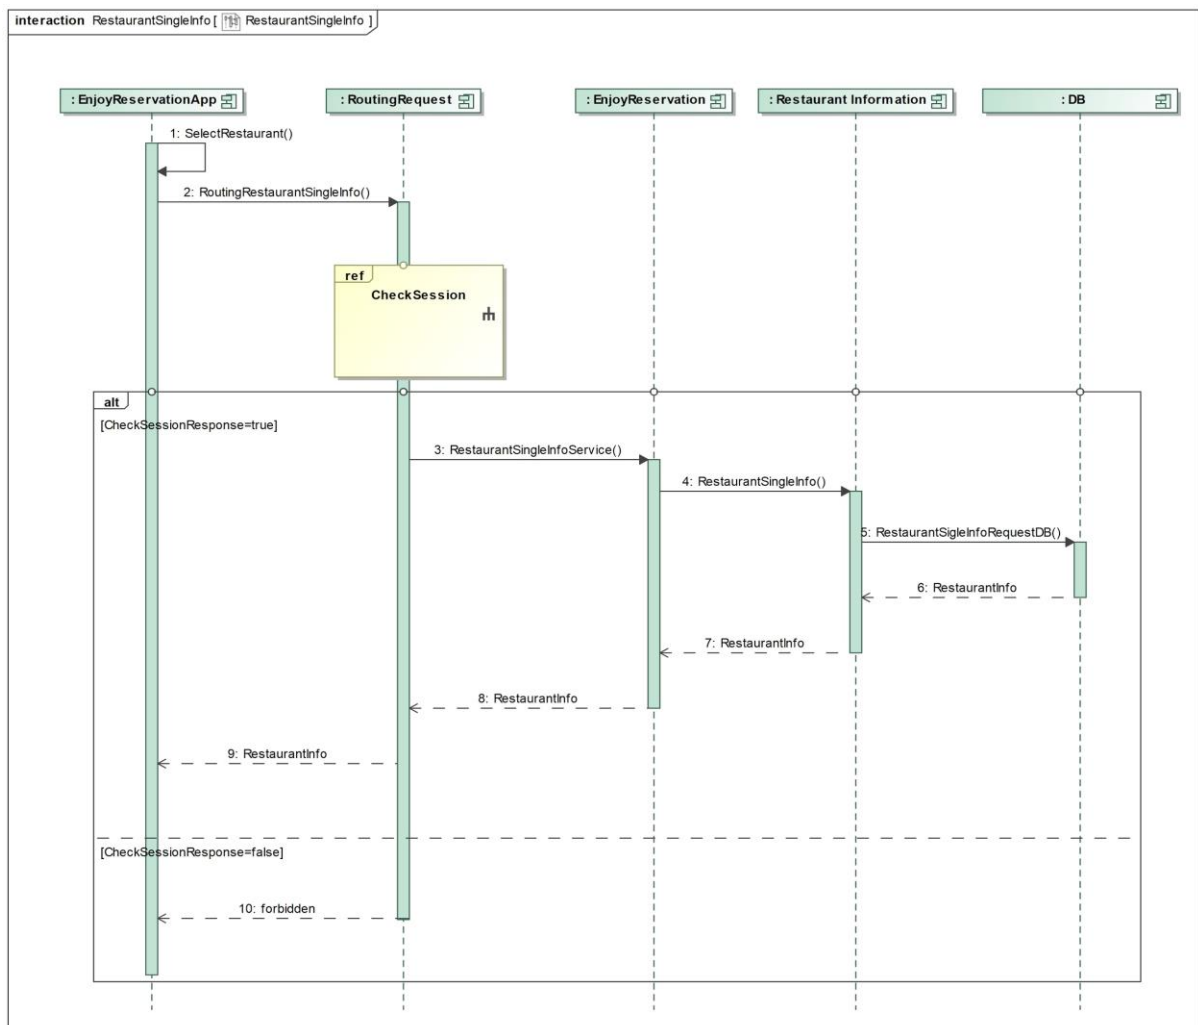 interaction RestaurantSingleInfo [ RestaurantSingleInfo ]
: EnjoyReservationApp
: RoutingRequest
: EnjoyReservation
: Restaurant Information
: DB
1: SelectRestaurant()
2: RoutingRestaurantSingleInfo()
ref
CheckSession
alt
[CheckSessionResponse=true]
3: RestaurantSingleInfoService()
4: RestaurantSingleInfo()
5: RestaurantSigleInfoRequestDB()
6: RestaurantInfo
7: RestaurantInfo
8: RestaurantInfo
9: RestaurantInfo
[CheckSessionResponse=false]
10: forbidden